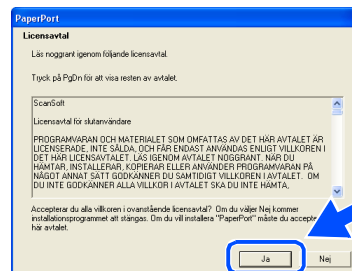 PaperPort
Licensavtal
Läs noggrant igenom följande licensavtal.
Tryck på PgDn för att visa resten av avtalet.
ScanSoft
Licensavtal för slutanvändare
PROGRAMVARAN OCH MATERIALET SOM OMFATTAS AV DET HÄR AVTALET ÄR
LICENSERADE, INTE SÅLDA, OCH FÅR ENDAST ANVÄNDAS ENLIGT VILLKOREN I
DET HÄR LICENSAVTALET. LÄS IGENOM AVTALET NOGGRANT. NÄR DU
HÄMTAR, INSTALLERAR, KOPIERAR ELLER ANVÄNDER PROGRAMVARAN PÅ
NÅGOT ANNAT SÄTT GODKÄNNER DU SAMTIDIGT VILLKOREN I AVTALET. OM
DU INTE GODKÄNNER ALLA VILLKOR I AVTALET SKA DU INTE HÄMTA,
Accepterar du alla villkoren i ovanstående licensavtal? Om du väljer Nej kommer
installationsprogrammet att stängas. Om du vill installera "PaperPort" måste du accepte
här avtalet.
Ja
Nej